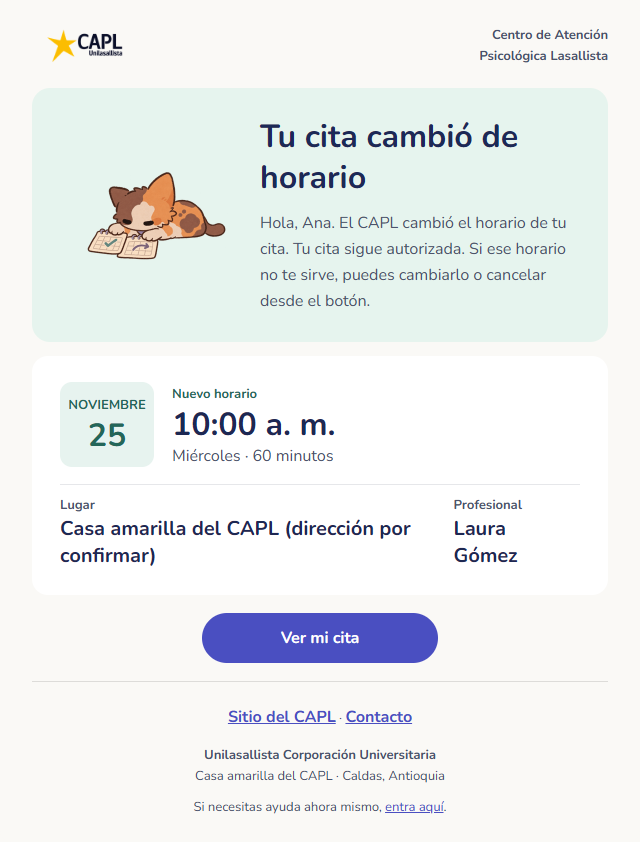 CAPL
Unilasallista
Centro de Atención
Psicológica Lasallista
Tu cita cambió de
horario
Hola, Ana. El CAPL cambió el horario de tu
cita. Tu cita sigue autorizada. Si ese horario
no te sirve, puedes cambiarlo o cancelar
desde el botón.
NOVIEMBRE
25
Nuevo horario
10:00 a. m.
Miércoles · 60 minutos
Lugar
Casa amarilla del CAPL (dirección por
confirmar)
Profesional
Laura
Gómez
Ver mi cita
Sitio del CAPL · Contacto
Unilasallista Corporación Universitaria
Casa amarilla del CAPL · Caldas, Antioquia
Si necesitas ayuda ahora mismo, entra aquí.